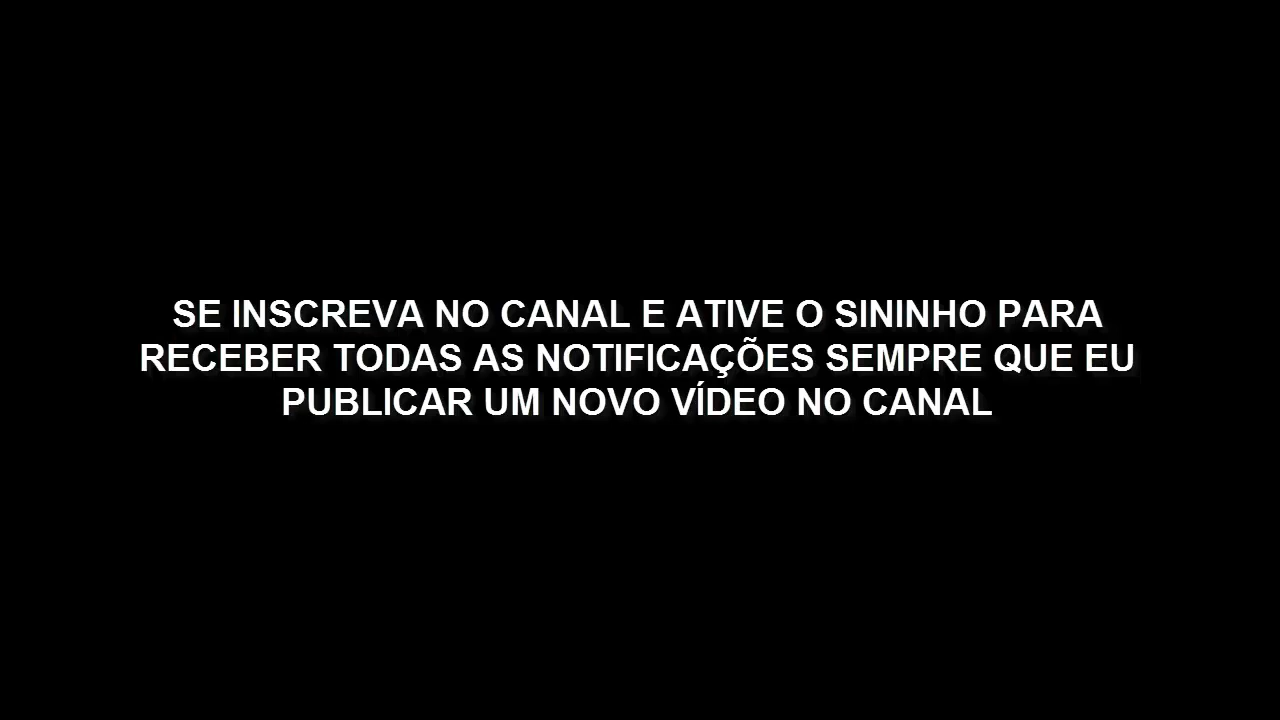 SE INSCREVA NO CANAL E ATIVE O SININHO PARA
RECEBER TODAS AS NOTIFICAÇÕES SEMPRE QUE EU
PUBLICAR UM NOVO VÍDEO NO CANAL